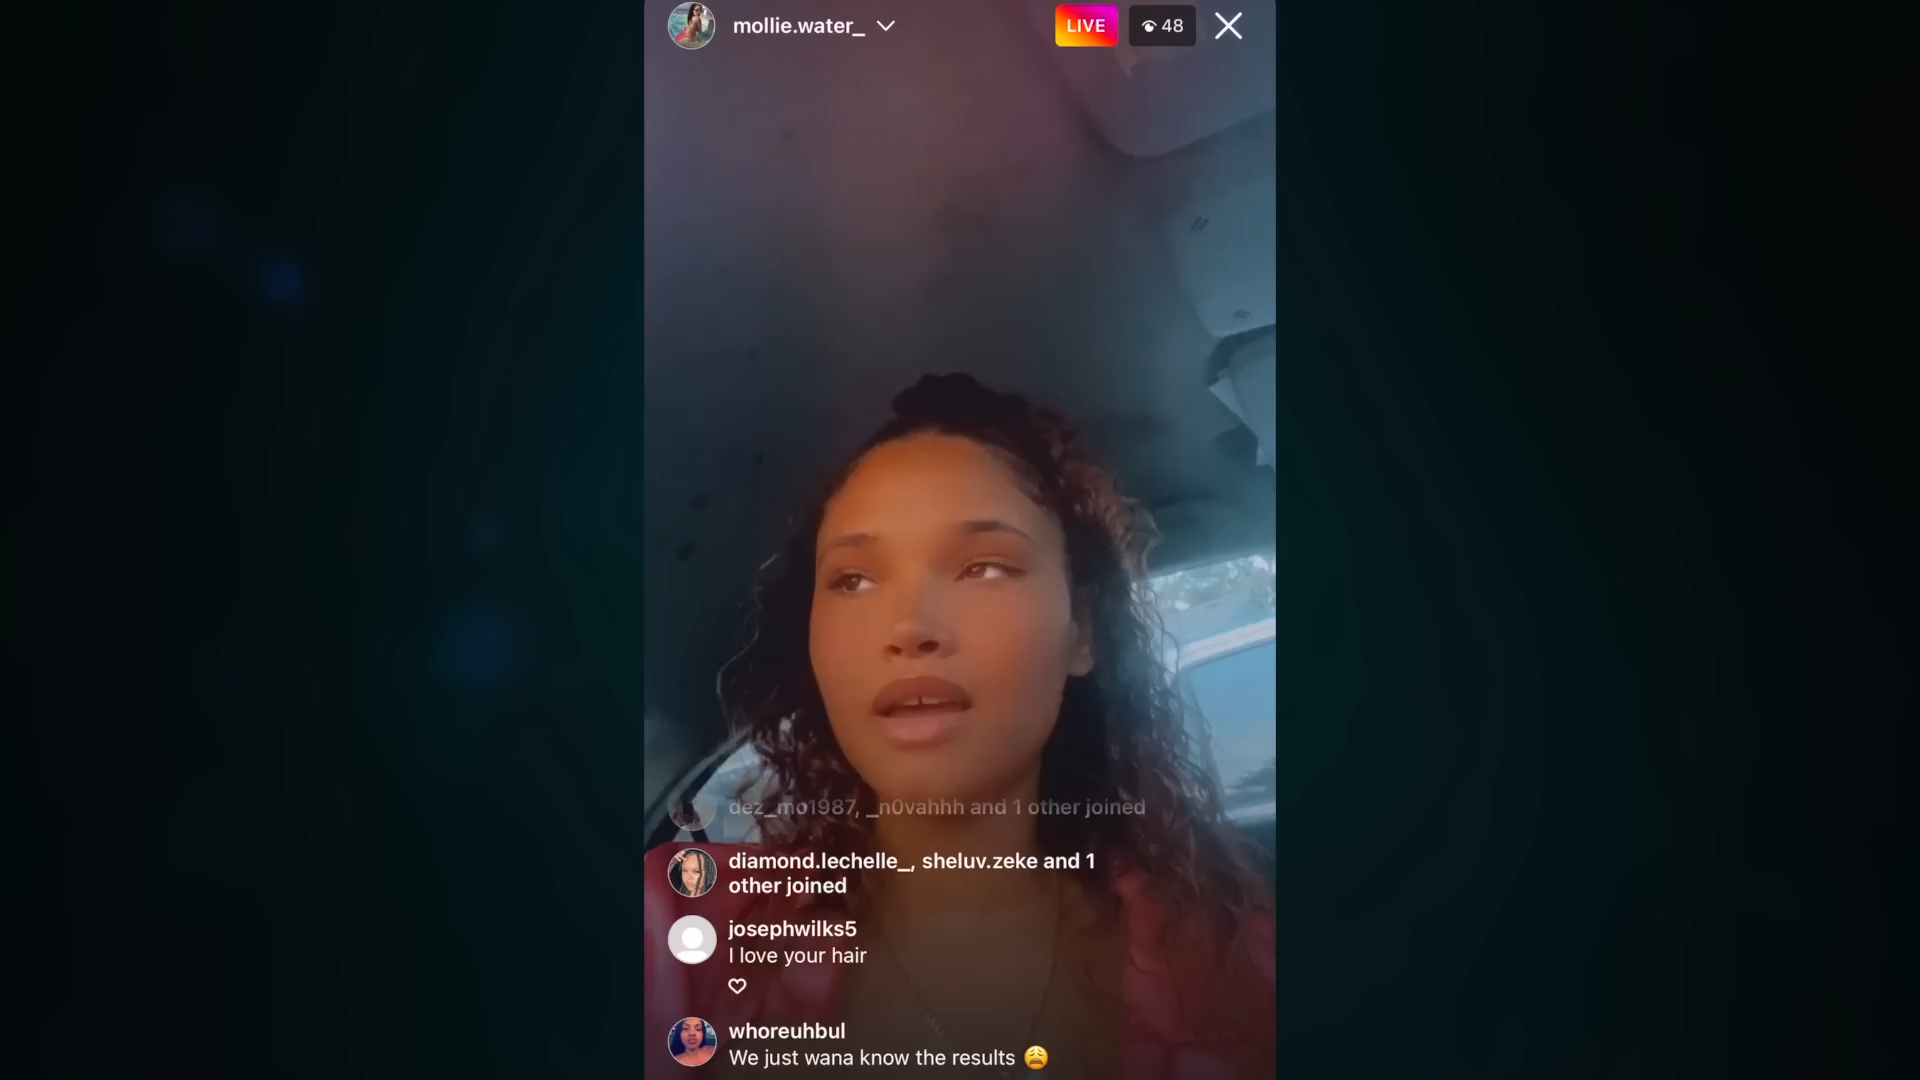 mollie.water_
LIVE
48
dez_mo1987, _n0vahhh and 1 other joined
diamond.lechelle_, sheluv.zeke and 1
other joined
josephwilks5
I love your hair
whoreuhbul
We just wana know the results 😩